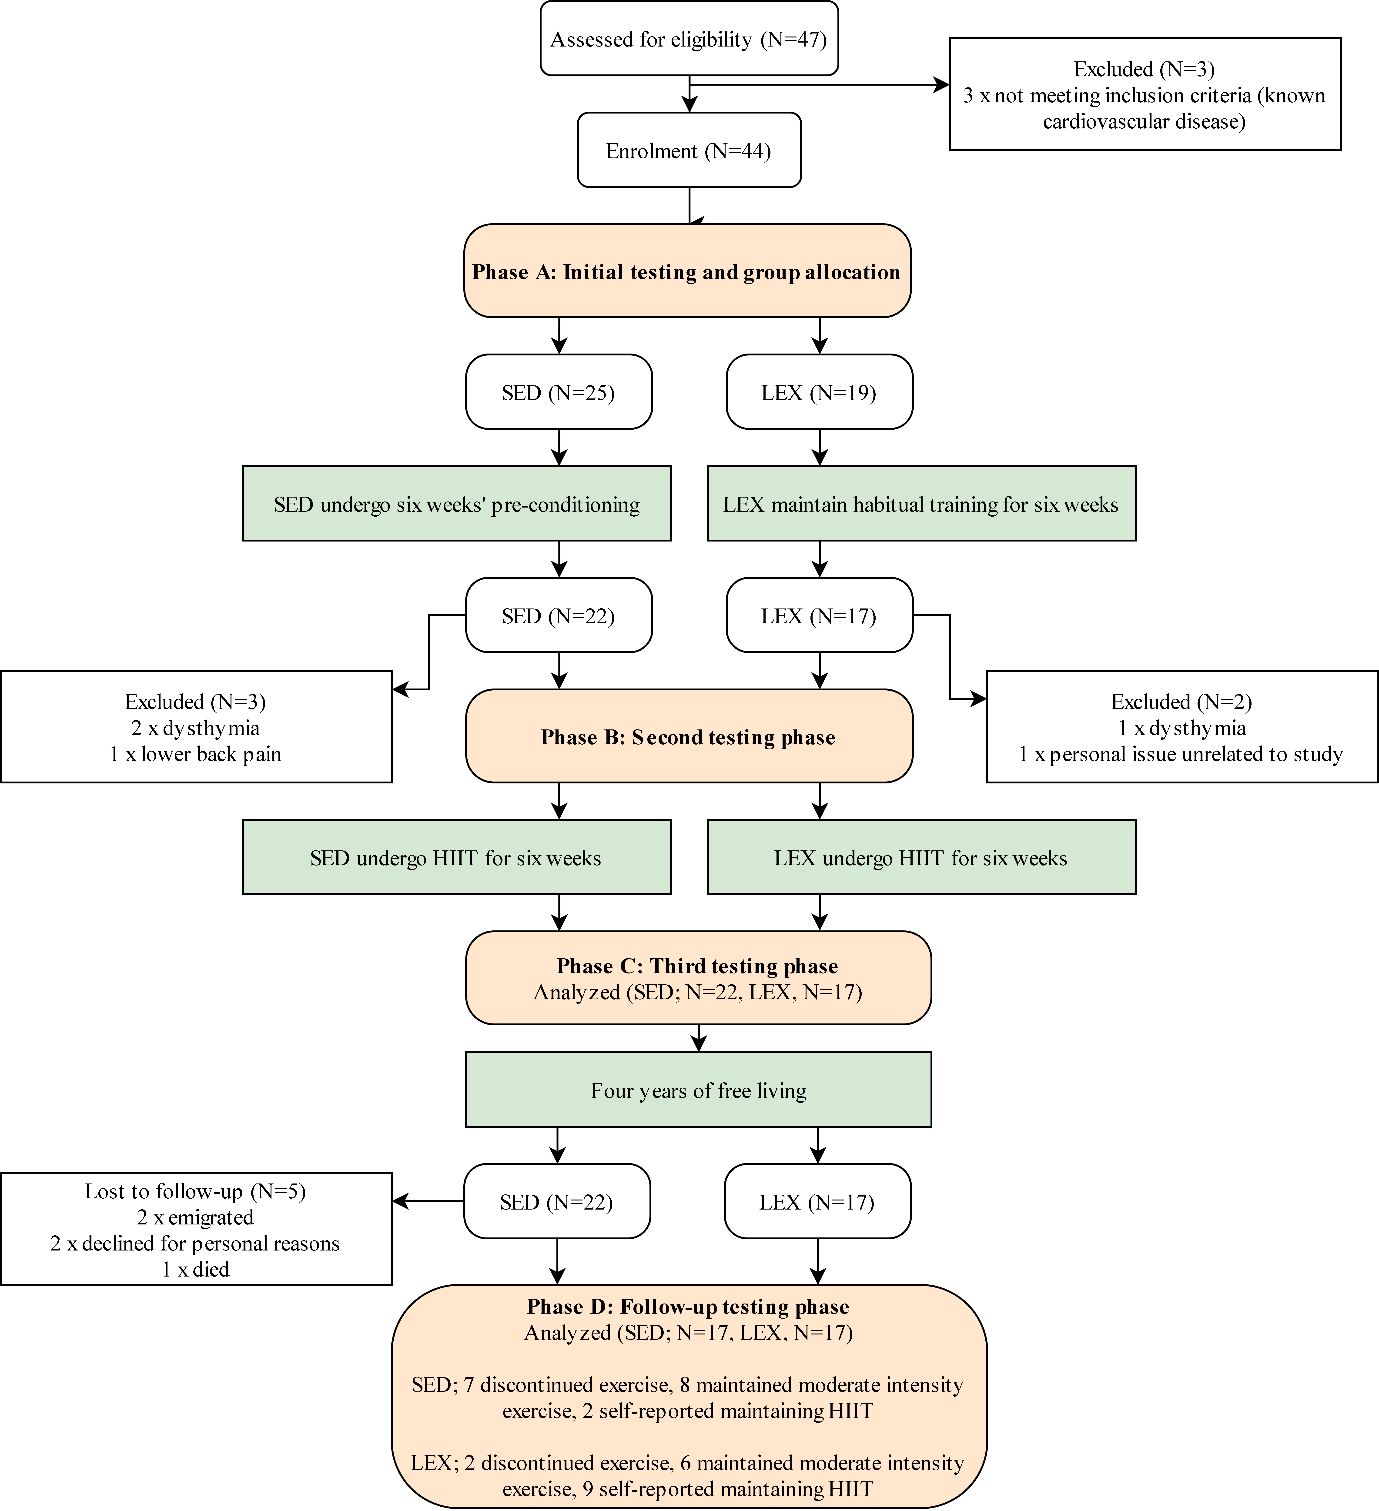 Assessed for eligibility (N=47)
Excluded (N=3)
3 x not meeting inclusion criteria (known
cardiovascular disease)
Enrolment (N=44)
Phase A: Initial testing and group allocation
SED (N=25)
LEX (N=19)
SED undergo six weeks' pre-conditioning
LEX maintain habitual training for six weeks
SED (N=22)
LEX (N=17)
Excluded (N=3)
2 x dysthymia
1 x lower back pain
Excluded (N=2)
1 x dysthymia
1 x personal issue unrelated to study
Phase B: Second testing phase
SED undergo HIIT for six weeks
LEX undergo HIIT for six weeks
Phase C: Third testing phase
Analyzed (SED; N=22, LEX, N=17)
Four years of free living
SED (N=22)
LEX (N=17)
Lost to follow-up (N=5)
2 x emigrated
2 x declined for personal reasons
1 x died
Phase D: Follow-up testing phase
Analyzed (SED; N=17, LEX, N=17)
SED; 7 discontinued exercise, 8 maintained moderate intensity
exercise, 2 self-reported maintaining HIIT
LEX; 2 discontinued exercise, 6 maintained moderate intensity
exercise, 9 self-reported maintaining HIIT